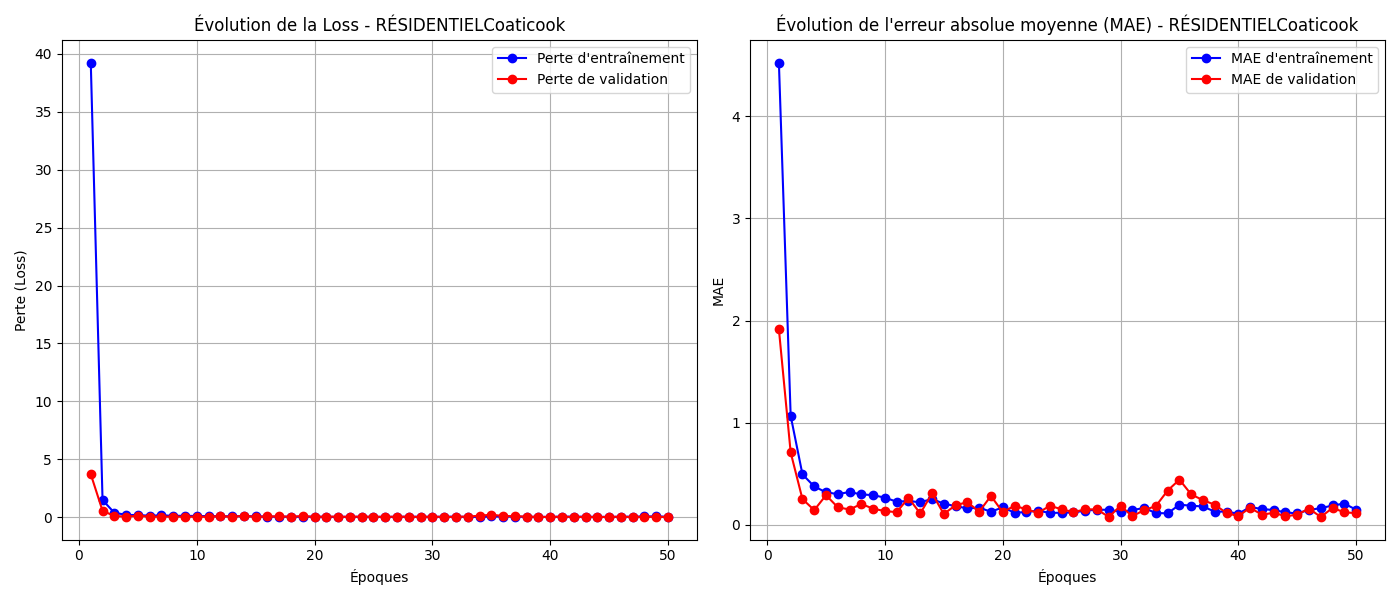 Évolution de la Loss - RÉSIDENTIELCoaticook
40
35
30
25
20
15
10
5
0
Perte (Loss)
Perte d'entraînement
Perte de validation
0 10 20 30 40 50
Époques
Évolution de l'erreur absolue moyenne (MAE) - RÉSIDENTIELCoaticook
4
3
2
1
0
MAE
MAE d'entraînement
MAE de validation
0 10 20 30 40 50
Époques